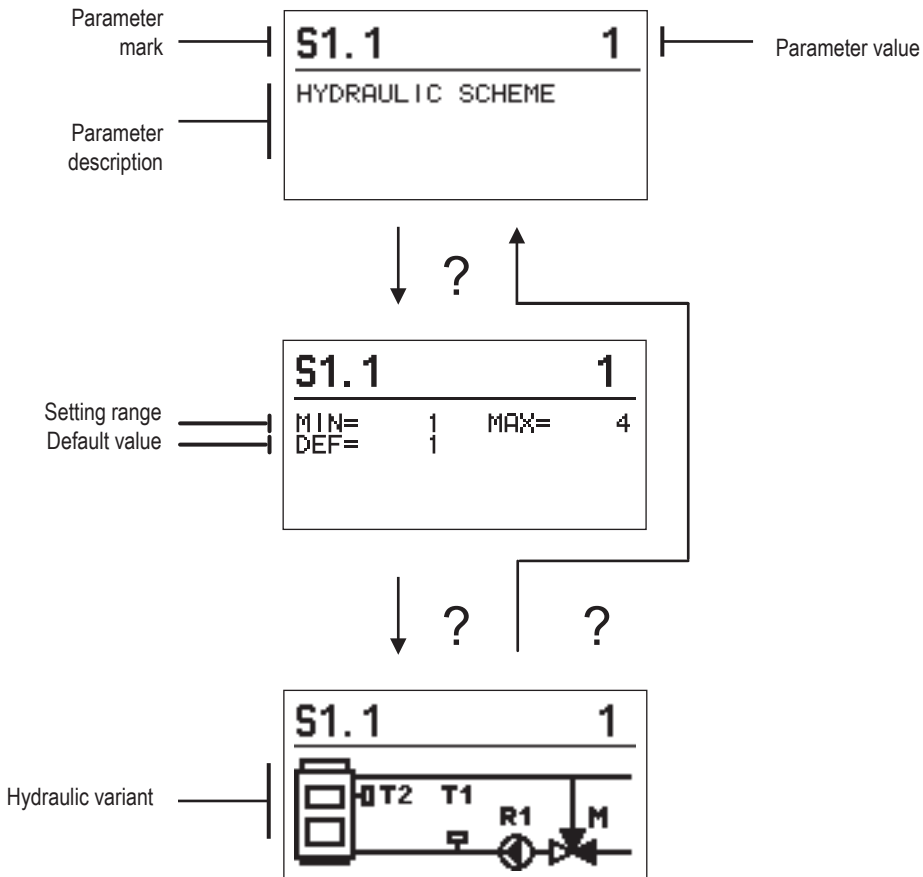 Parameter
mark
S1.1 1
Parameter value
HYDRAULIC SCHEME
Parameter
description
?
S1.1 1
Setting range
MIN= 1 MAX= 4
Default value
DEF= 1
? ?
S1.1 1
Hydraulic variant
T2 T1
R1 M